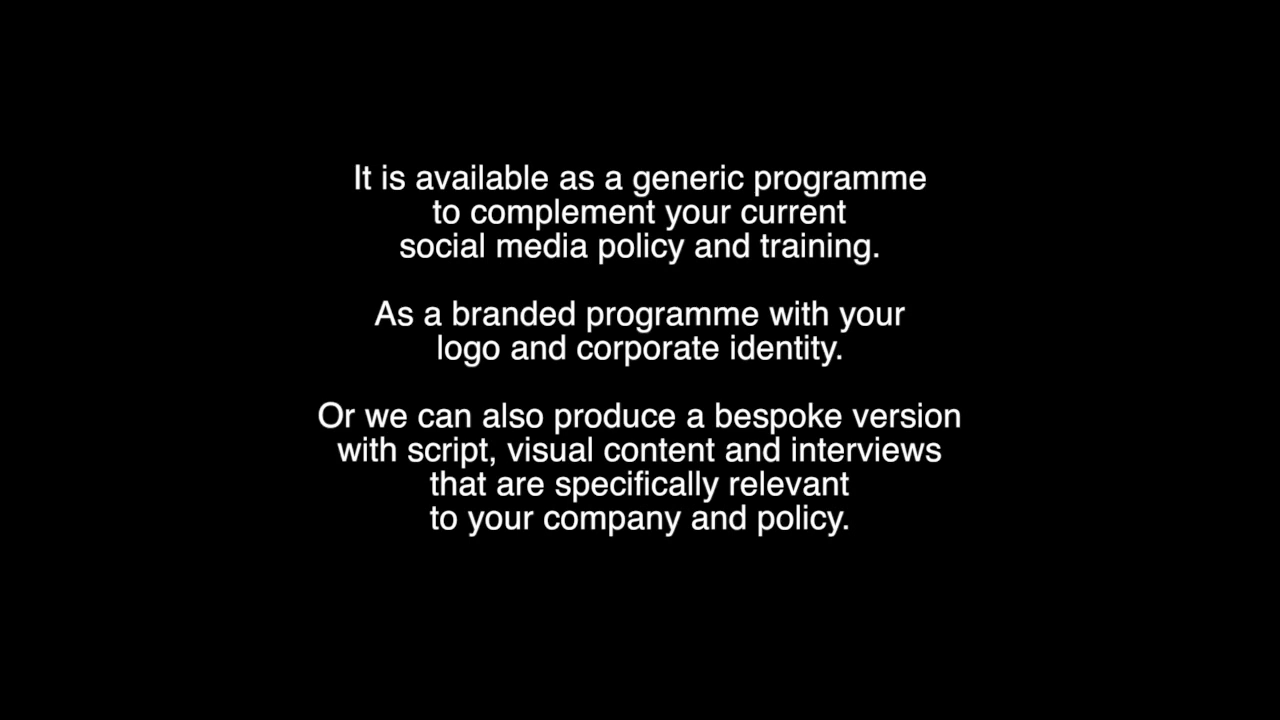 It is available as a generic programme
to complement your current
social media policy and training.
As a branded programme with your
logo and corporate identity.
Or we can also produce a bespoke version
with script, visual content and interviews
that are specifically relevant
to your company and policy.